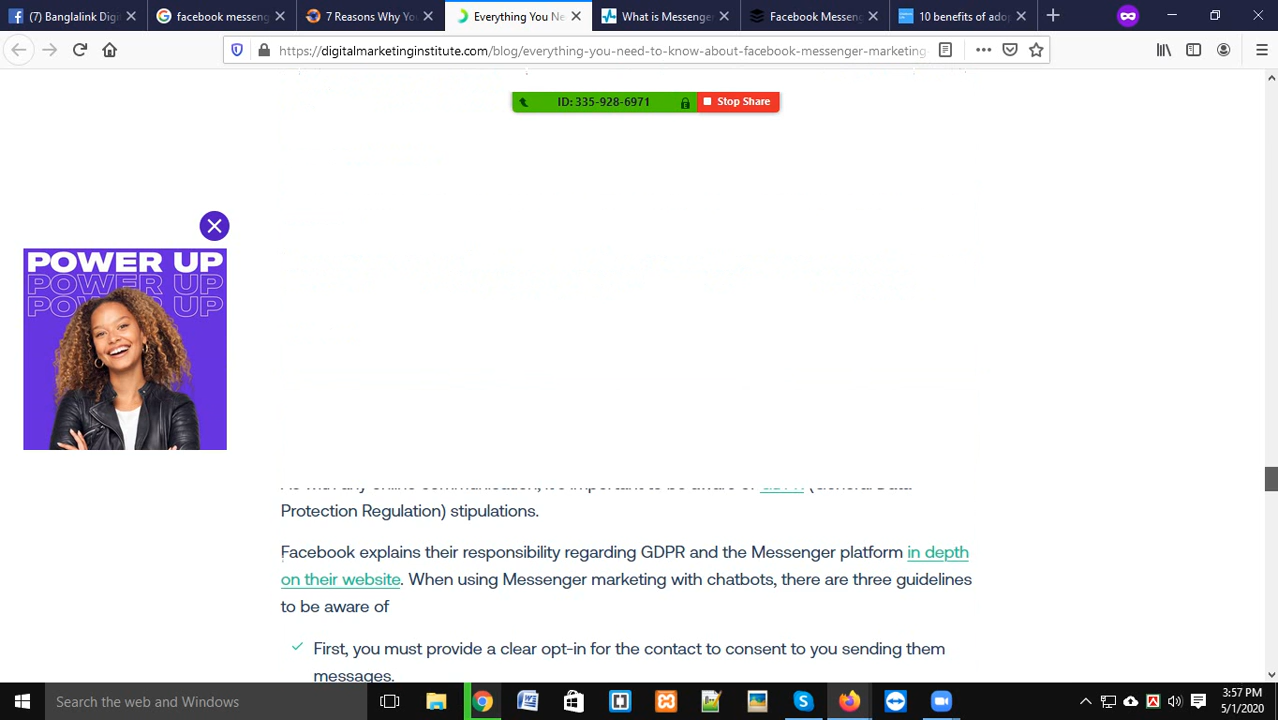 (7) Banglalink Dig
facebook messeng
7 Reasons Why Yo
Everything You Ne
What is Messenger
Facebook Messeng
10 benefits of ado
https://digitalmarketinginstitute.com/blog/everything-you-need-to-know-about-facebook-messenger-marketing-
ID: 335-928-6971
Stop Share
POWER UP
POWER UP
POWER UP
Protection Regulation) stipulations.
Facebook explains their responsibility regarding GDPR and the Messenger platform in depth
on their website. When using Messenger marketing with chatbots, there are three guidelines
to be aware of
First, you must provide a clear opt-in for the contact to consent to you sending them
messages.
Search the web and Windows
3:57 PM
5/1/2020